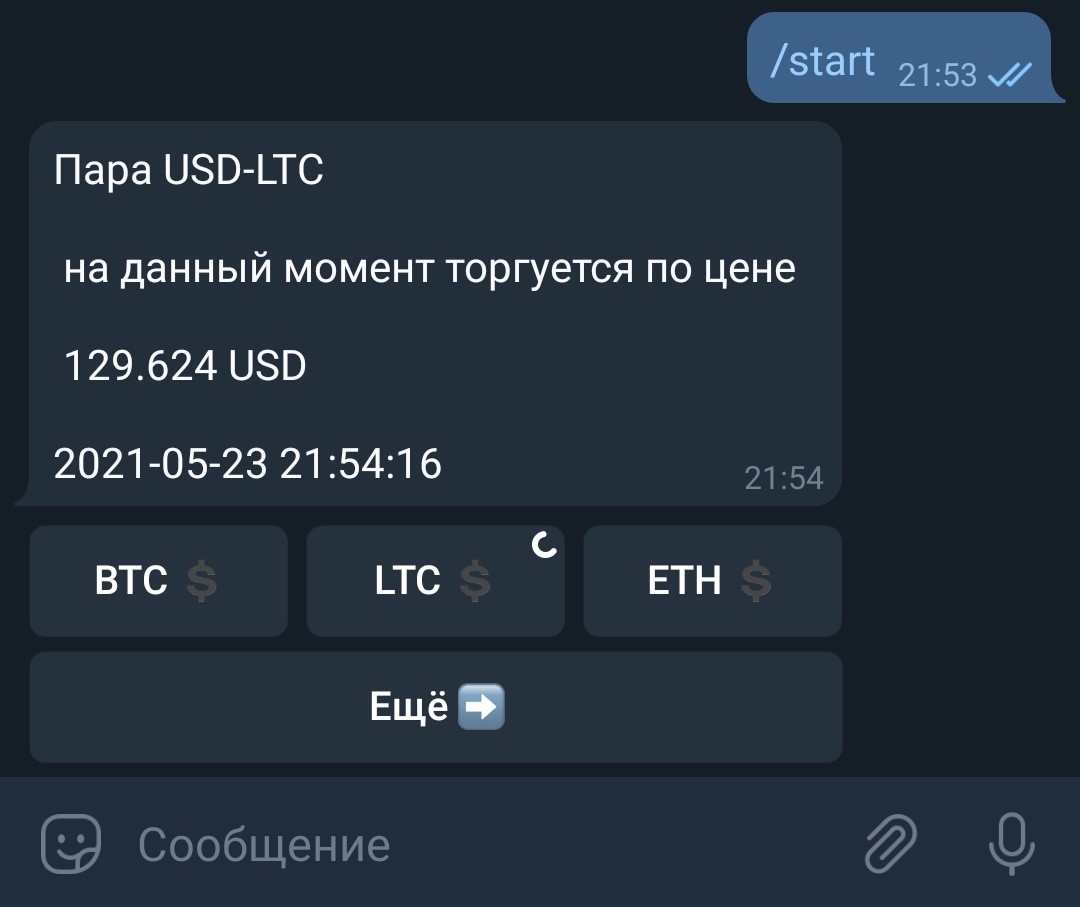 /start 21:53
Пара USD-LTC
на данный момент торгуется по цене
129.624 USD
2021-05-23 21:54:16
21:54
BTC 💲 LTC 💲 ETH 💲
Ещё ➡️
Сообщение